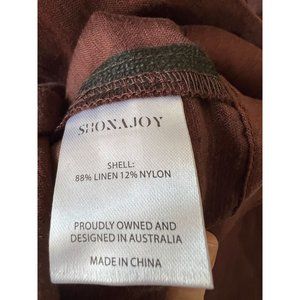 SHONAJOY
SHELL:
88% LINEN 12% NYLON
PROUDLY OWNED AND
DESIGNED IN AUSTRALIA
MADE IN CHINA